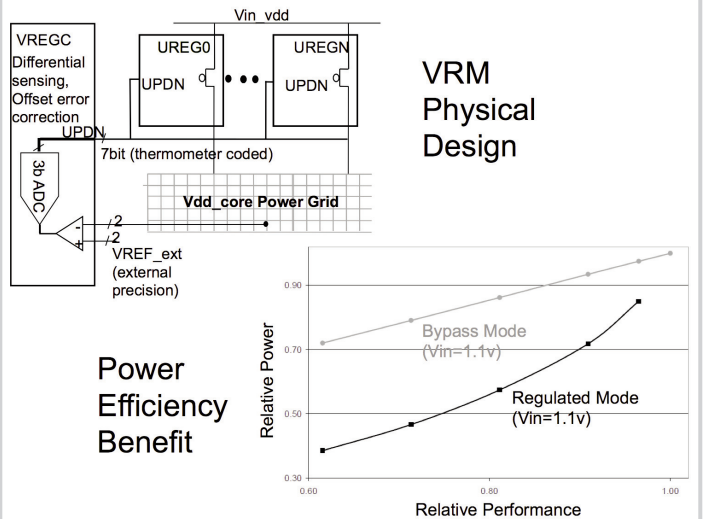 Vin_vdd
VREGC
Differential
sensing,
Offset error
correction
UPDN
3b ADC
-
+
UREG0
UPDN
UREGN
UPDN
7bit (thermometer coded)
Vdd_core Power Grid
2
2
VREF_ext
(external
precision)
VRM
Physical
Design
Power
Efficiency
Benefit
Relative Power
0.90
0.70
0.50
0.30
Bypass Mode
(Vin=1.1v)
Regulated Mode
(Vin=1.1v)
0.60
0.80
1.00
Relative Performance